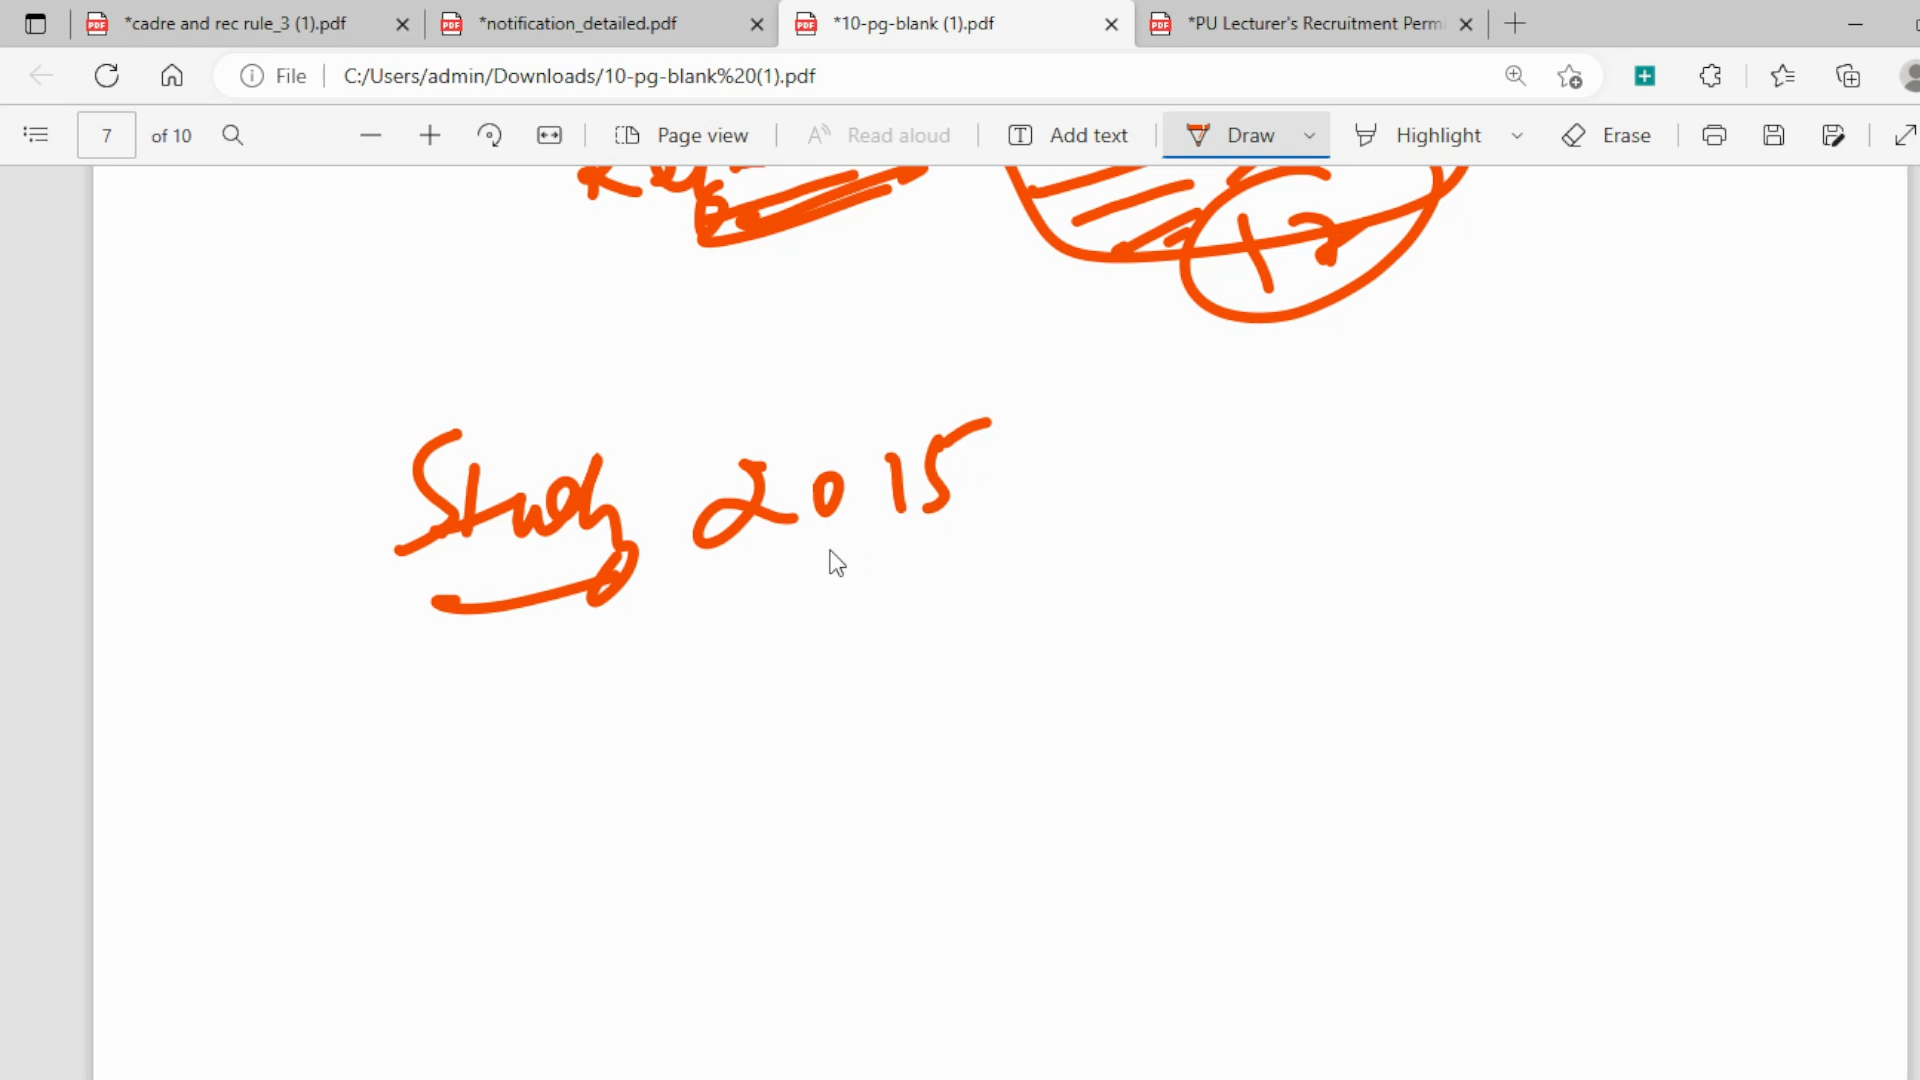 *cadre and rec rule_3 (1).pdf
*notification_detailed.pdf
*10-pg-blank (1).pdf
*PU Lecturer's Recruitment Permi
File
C:/Users/admin/Downloads/10-pg-blank%20(1).pdf
7 of 10
Page view
Read aloud
Add text
Draw
Highlight
Erase
+2
Study 2015